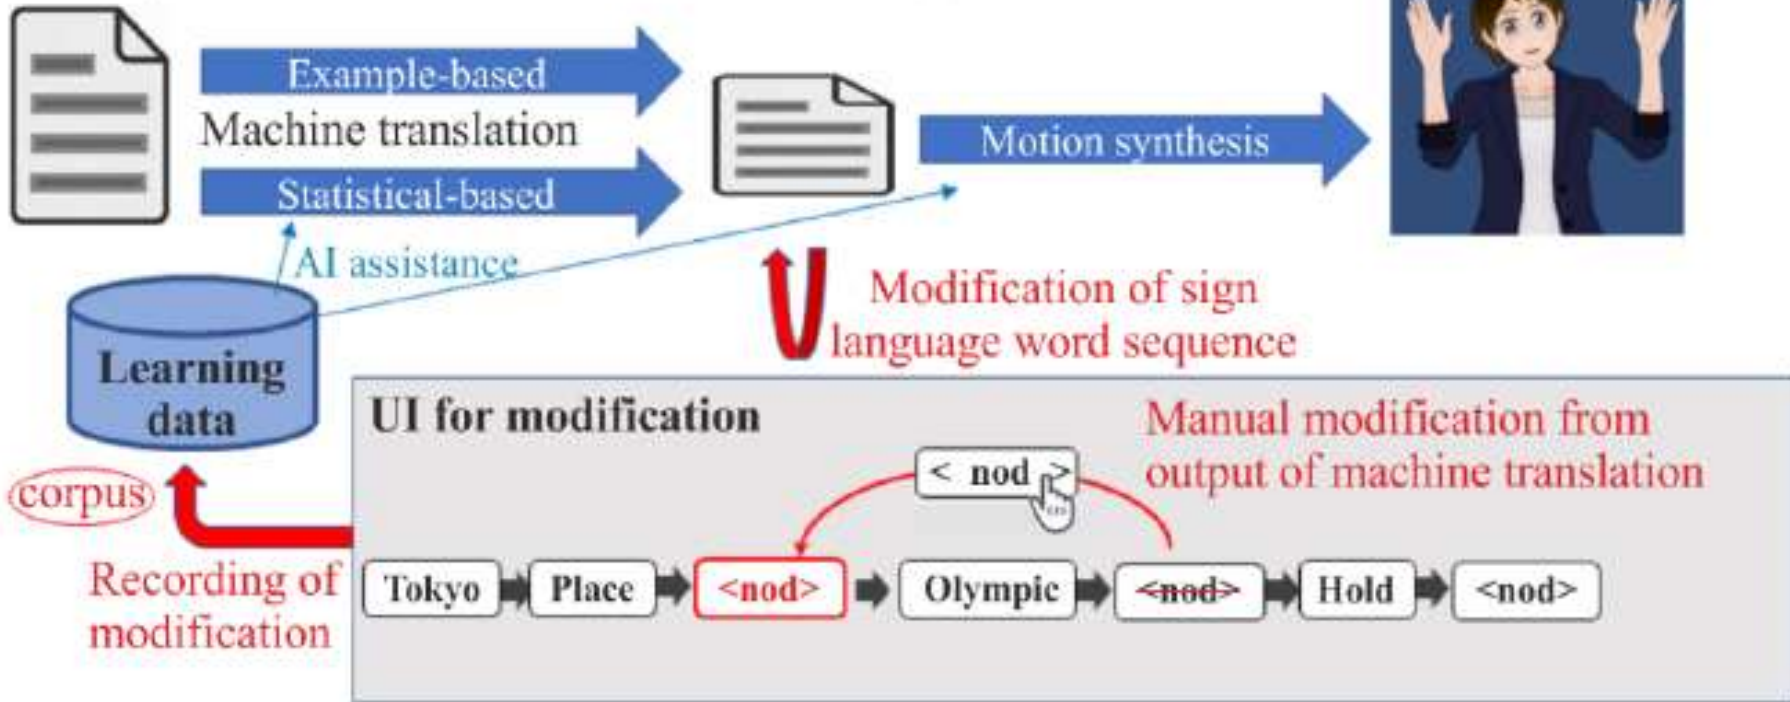 Example-based
Machine translation
Statistical-based
Motion synthesis
AI assistance
Learning
data
Modification of sign
language word sequence
UI for modification
Manual modification from
output of machine translation
< nod >
corpus
Recording of
modification
Tokyo Place <nod> Olympic <nod> Hold <nod>